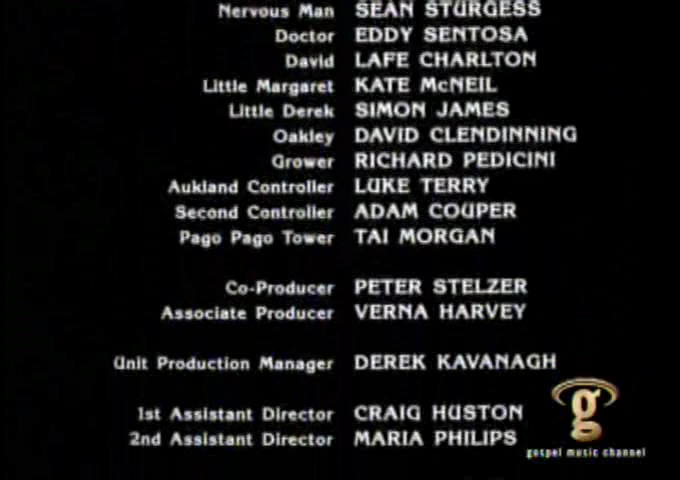 Nervous Man SEAN STURGESS
Doctor EDDY SENTOSA
David LAFE CHARLTON
Little Margaret KATE McNEIL
Little Derek SIMON JAMES
Oakley DAVID CLENDINNING
Grower RICHARD PEDICINI
Aukland Controller LUKE TERRY
Second Controller ADAM COUPER
Pago Pago Tower TAI MORGAN
Co-Producer PETER STELZER
Associate Producer VERNA HARVEY
Unit Production Manager DEREK KAVANAGH
1st Assistant Director CRAIG HUSTON
2nd Assistant Director MARIA PHILIPS
g
gospel music channel